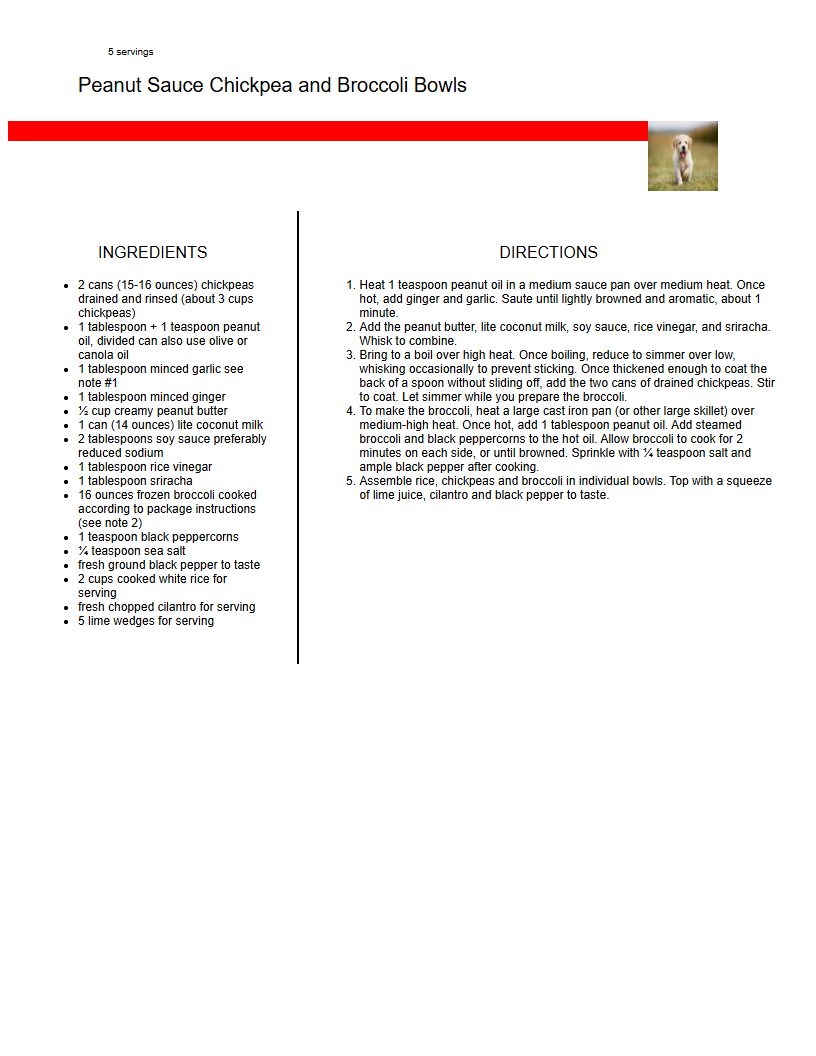 5 servings
Peanut Sauce Chickpea and Broccoli Bowls
INGREDIENTS
2 cans (15-16 ounces) chickpeas
drained and rinsed (about 3 cups
chickpeas)
1 tablespoon + 1 teaspoon peanut
oil, divided can also use olive or
canola oil
1 tablespoon minced garlic see
note #1
1 tablespoon minced ginger
½ cup creamy peanut butter
1 can (14 ounces) lite coconut milk
2 tablespoons soy sauce preferably
reduced sodium
1 tablespoon rice vinegar
1 tablespoon sriracha
16 ounces frozen broccoli cooked
according to package instructions
(see note 2)
1 teaspoon black peppercorns
¼ teaspoon sea salt
fresh ground black pepper to taste
2 cups cooked white rice for
serving
fresh chopped cilantro for serving
5 lime wedges for serving
DIRECTIONS
1. Heat 1 teaspoon peanut oil in a medium sauce pan over medium heat. Once
hot, add ginger and garlic. Saute until lightly browned and aromatic, about 1
minute.
2. Add the peanut butter, lite coconut milk, soy sauce, rice vinegar, and sriracha.
Whisk to combine.
3. Bring to a boil over high heat. Once boiling, reduce to simmer over low,
whisking occasionally to prevent sticking. Once thickened enough to coat the
back of a spoon without sliding off, add the two cans of drained chickpeas. Stir
to coat. Let simmer while you prepare the broccoli.
4. To make the broccoli, heat a large cast iron pan (or other large skillet) over
medium-high heat. Once hot, add 1 tablespoon peanut oil. Add steamed
broccoli and black peppercorns to the hot oil. Allow broccoli to cook for 2
minutes on each side, or until browned. Sprinkle with ¼ teaspoon salt and
ample black pepper after cooking.
5. Assemble rice, chickpeas and broccoli in individual bowls. Top with a squeeze
of lime juice, cilantro and black pepper to taste.